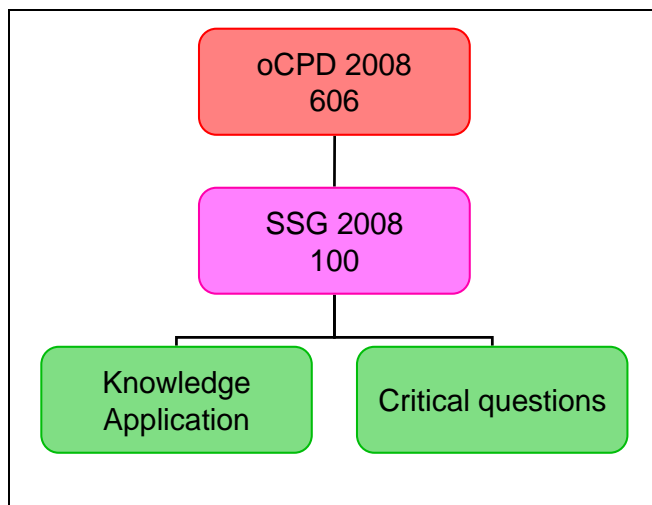 oCPD 2008
606
SSG 2008
100
Knowledge
Application
Critical questions